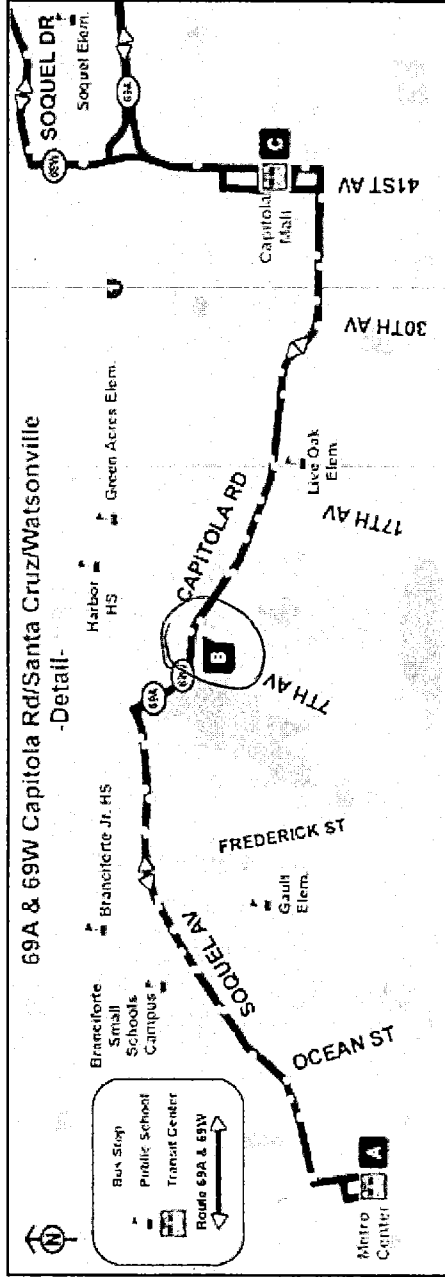 69A & 69W Capitola Rd/Santa Cruz/Watsonville
-Detail-
N
Bus Stop
Public School
Transit Center
Route 69A & 69W
Metro
Center
A
OCEAN ST
SOQUEL AV
Branciforte
Small
Schools
Campus
Branciforte Jr. HS
Gault
Elem.
FREDERICK ST
69A
69W
B
7TH AV
Harbor
HS
Green Acres Elem.
CAPITOLA RD
17TH AV
Live Oak
Elem.
30TH AV
41ST AV
Capitola
Mall
C
69W
SOQUEL DR
Soquel Elem.
69A